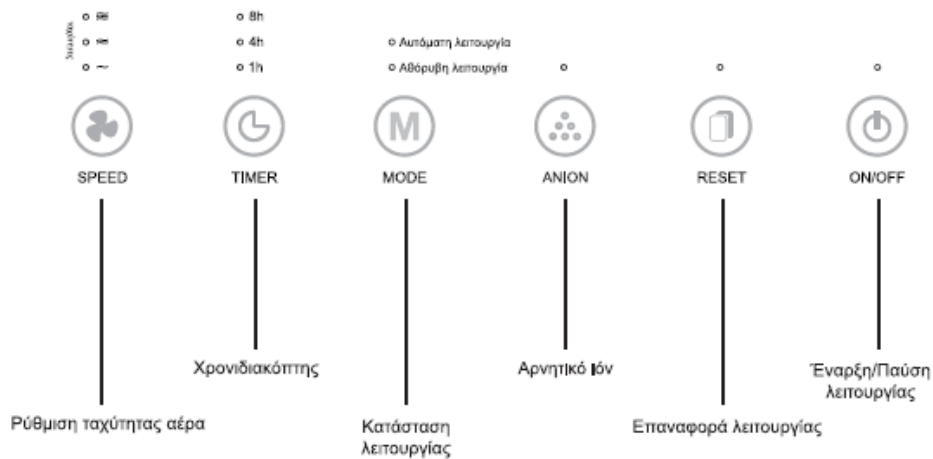 8h
4h
Αυτόματη λειτουργία
1h
Αθόρυβη λειτουργία
M
SPEED
TIMER
MODE
ANION
RESET
ON/OFF
Χρονιδιακόπτης
Αρνητικό Ιόν
Έναρξη/Παύση
λειτουργίας
Ρύθμιση ταχύτητας αέρα
Κατάσταση
λειτουργίας
Επαναφορά λειτουργίας